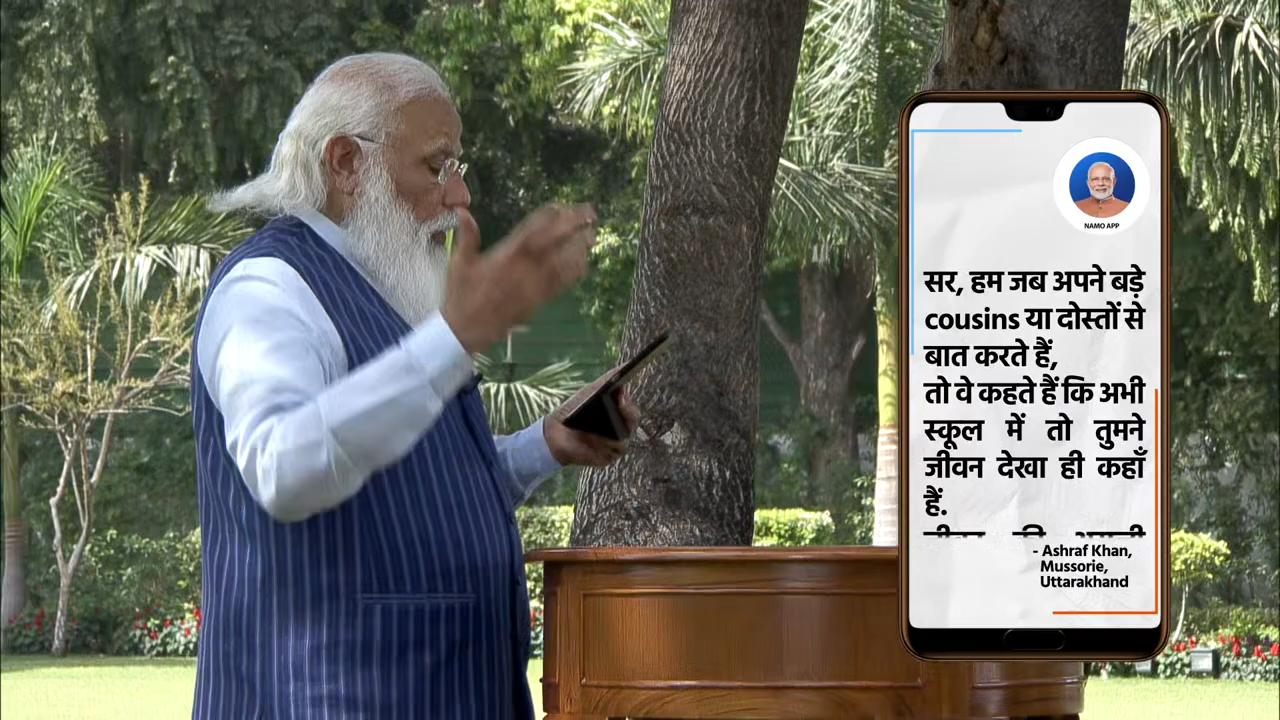 NAMO APP
सर, हम जब अपने बड़े
cousins या दोस्तों से
बात करते हैं,
तो वे कहते हैं कि अभी
स्कूल में तो तुमने
जीवन देखा ही कहाँ
हैं.
- Ashraf Khan,
Mussorie,
Uttarakhand